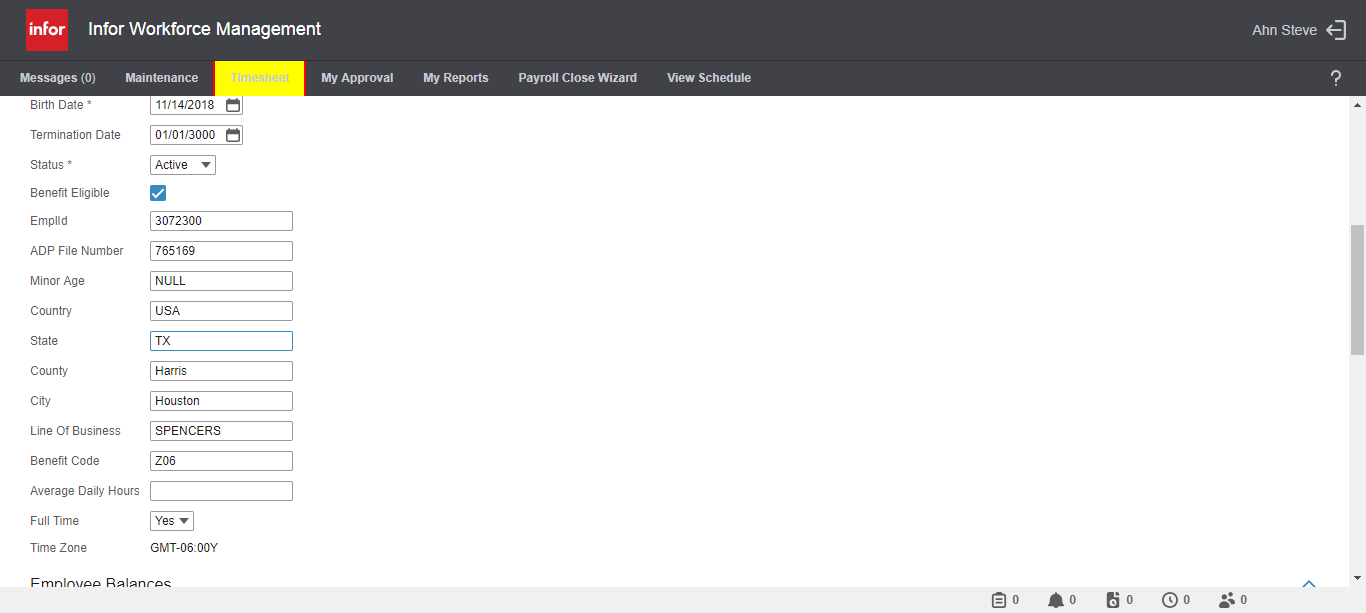 infor Infor Workforce Management Ahn Steve
Messages (0) Maintenance Timesheet My Approval My Reports Payroll Close Wizard View Schedule ?
Birth Date * 11/14/2018
Termination Date 01/01/3000
Status * Active
Benefit Eligible
EmplId 3072300
ADP File Number 765169
Minor Age NULL
Country USA
State TX
County Harris
City Houston
Line Of Business SPENCERS
Benefit Code Z06
Average Daily Hours
Full Time Yes
Time Zone GMT-06:00Y
Employee Balances
0 0 0 0 0